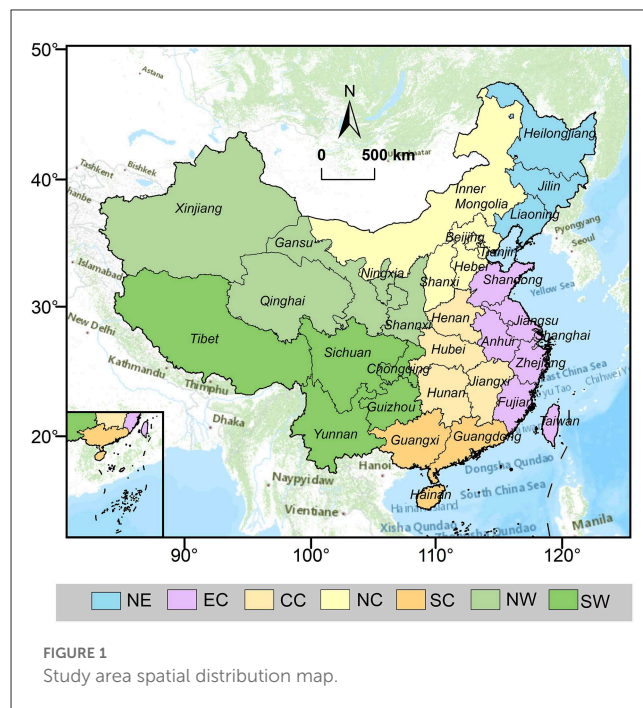 50°
Astana
N
Ulaanbaatar
0 500 km
Heilongjiang
40°
Tashkent
Bishkek
Jilin
Inner
Mongolia
Xinjiang
Liaoning
Beijing
Pyongyang
Gansu
Tianjin
Seoul
Islamabad
Ningxia
Hebei
Shanxi
Shandong
Yellow Sea
30°
Qinghai
Henan
Jiangsu
Shannxi
Shanghai
New Delhi
Tibet
Sichuan
Anhui
Hubei
Kathmandu
Thimphu
Chongqing
Zhejiang
East China Sea
Jiangxi
Hunan
Guizhou
Fujian
Dhaka
Taiwan
20°
Yunnan
Guangxi
Guangdong
Hanoi
Dongsha Qundao
Naypyidaw
Hainan
South China Sea
Vientiane
Xisha Qundao
Manila
90° 100° 110° 120°
NE EC CC NC SC NW SW
FIGURE 1
Study area spatial distribution map.